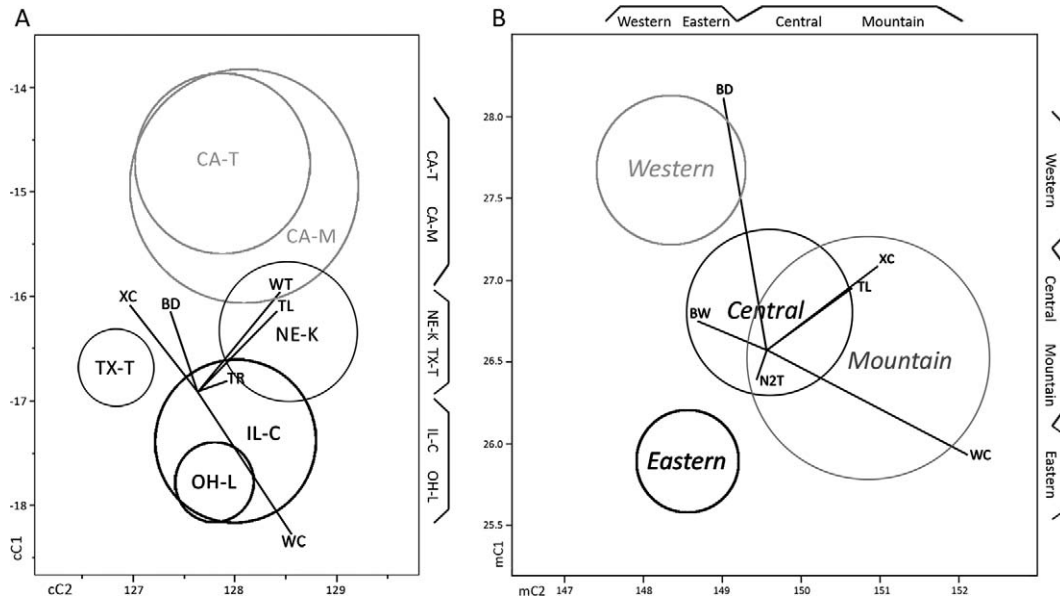 A
-14
-15
-16
-17
-18
cC1
CA-T
CA-M
XC
BD
WT
TL
NE-K
TX-T
TR
IL-C
OH-L
WC
cC2
127
128
129
CA-T CA-M
NE-K TX-T
IL-C OH-L
B
Western Eastern Central Mountain
28.0
27.5
27.0
26.5
26.0
25.5
mC1
BD
Western
XC
TL
Central
BW
Mountain
N2T
WC
Eastern
mC2
147
148
149
150
151
152
Western
Central Mountain
Eastern